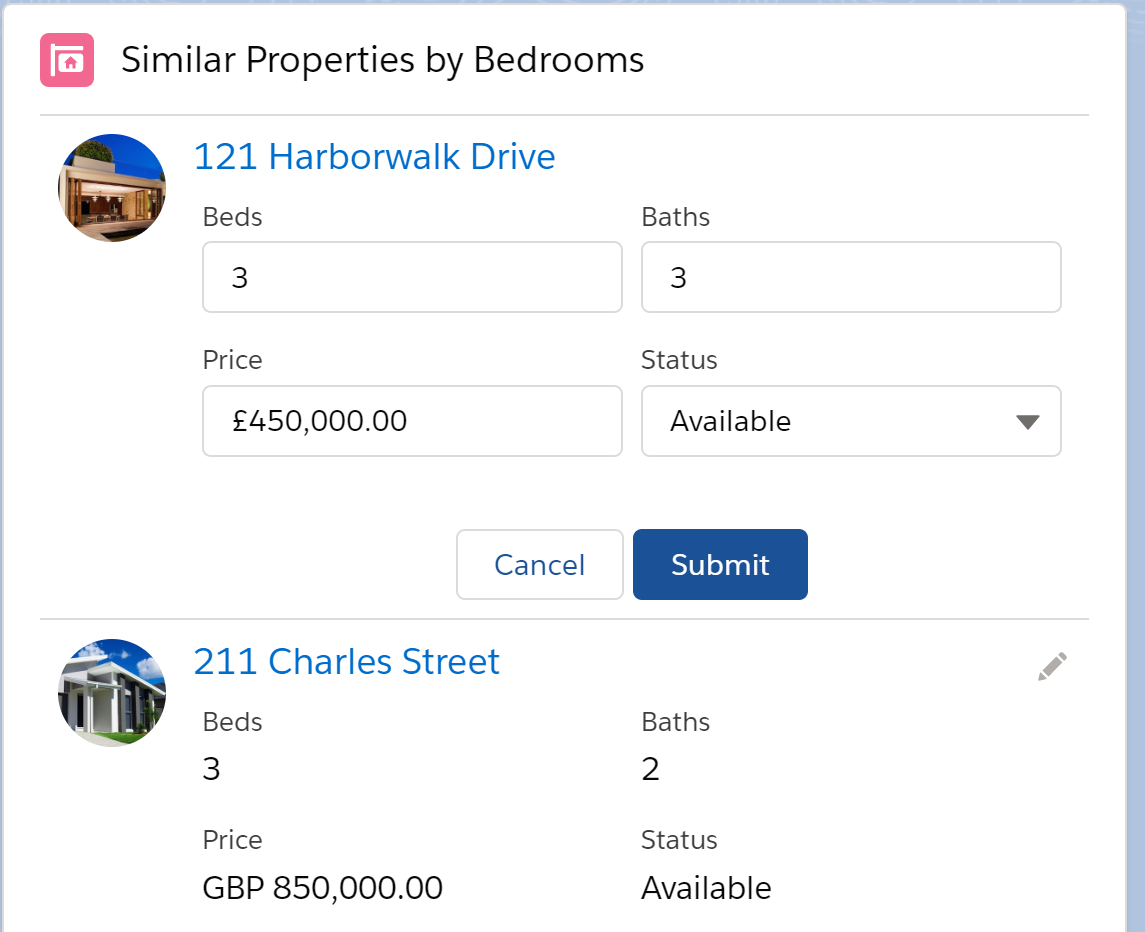 Similar Properties by Bedrooms
121 Harborwalk Drive
Beds Baths
3 3
Price Status
£450,000.00 Available
Cancel Submit
211 Charles Street
Beds Baths
3 2
Price Status
GBP 850,000.00 Available